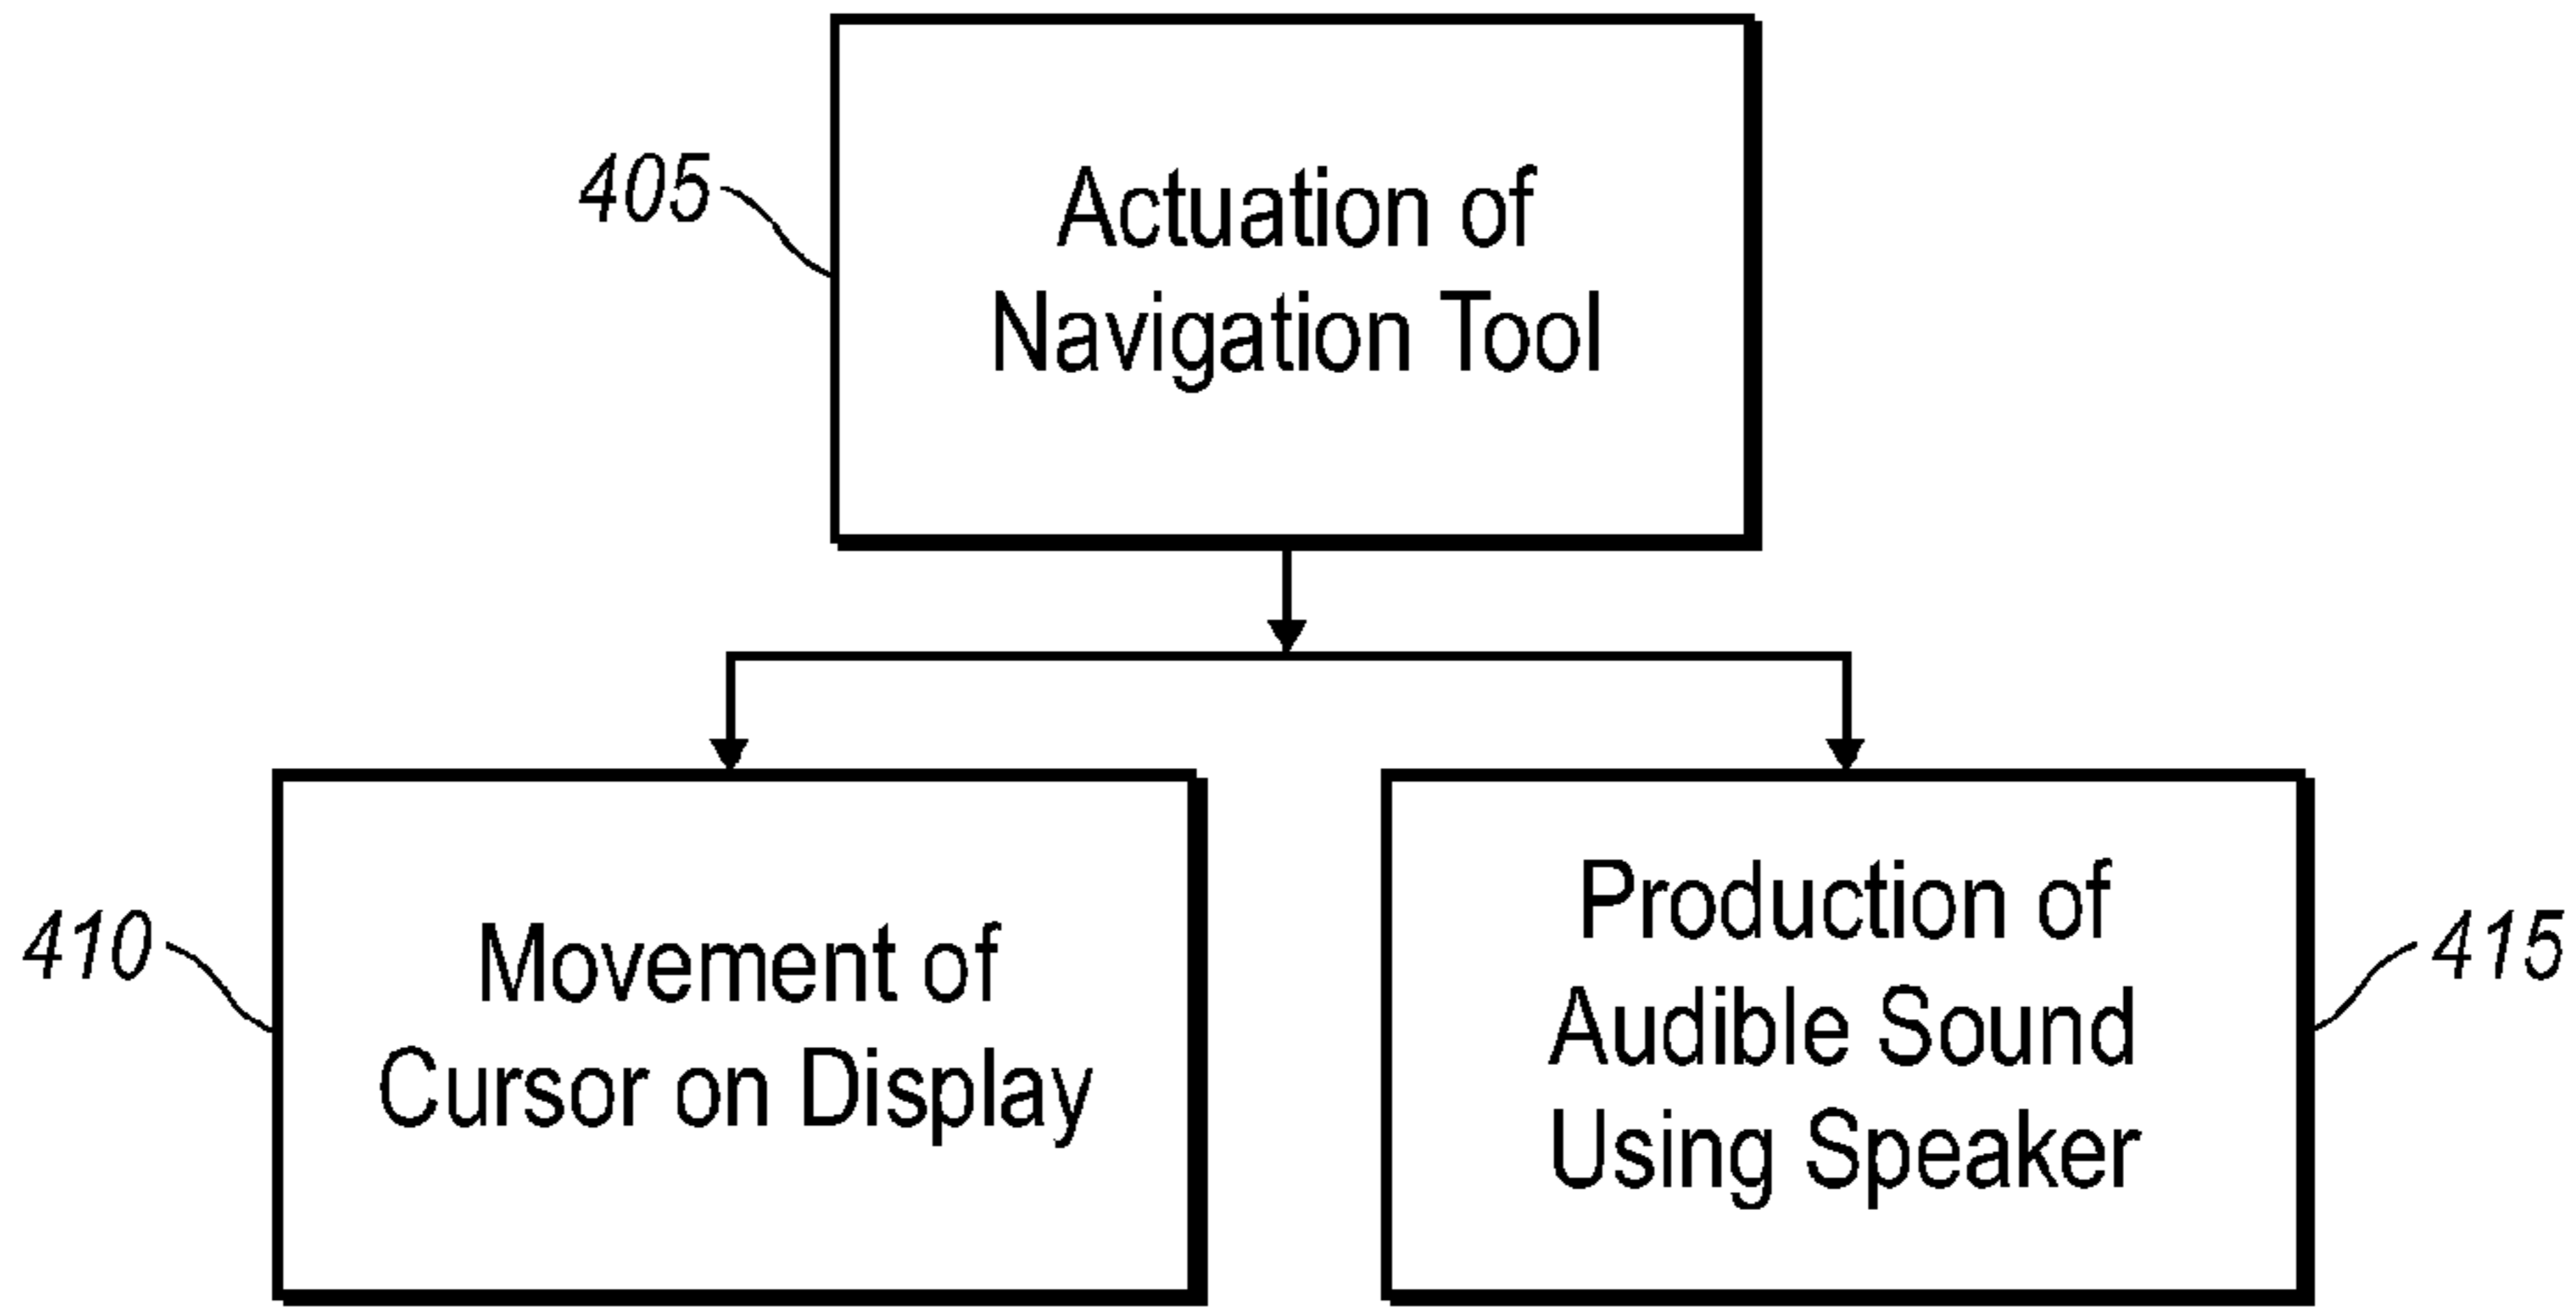 405
Actuation of
Navigation Tool
410
Movement of
Cursor on Display
Production of
Audible Sound
Using Speaker
415